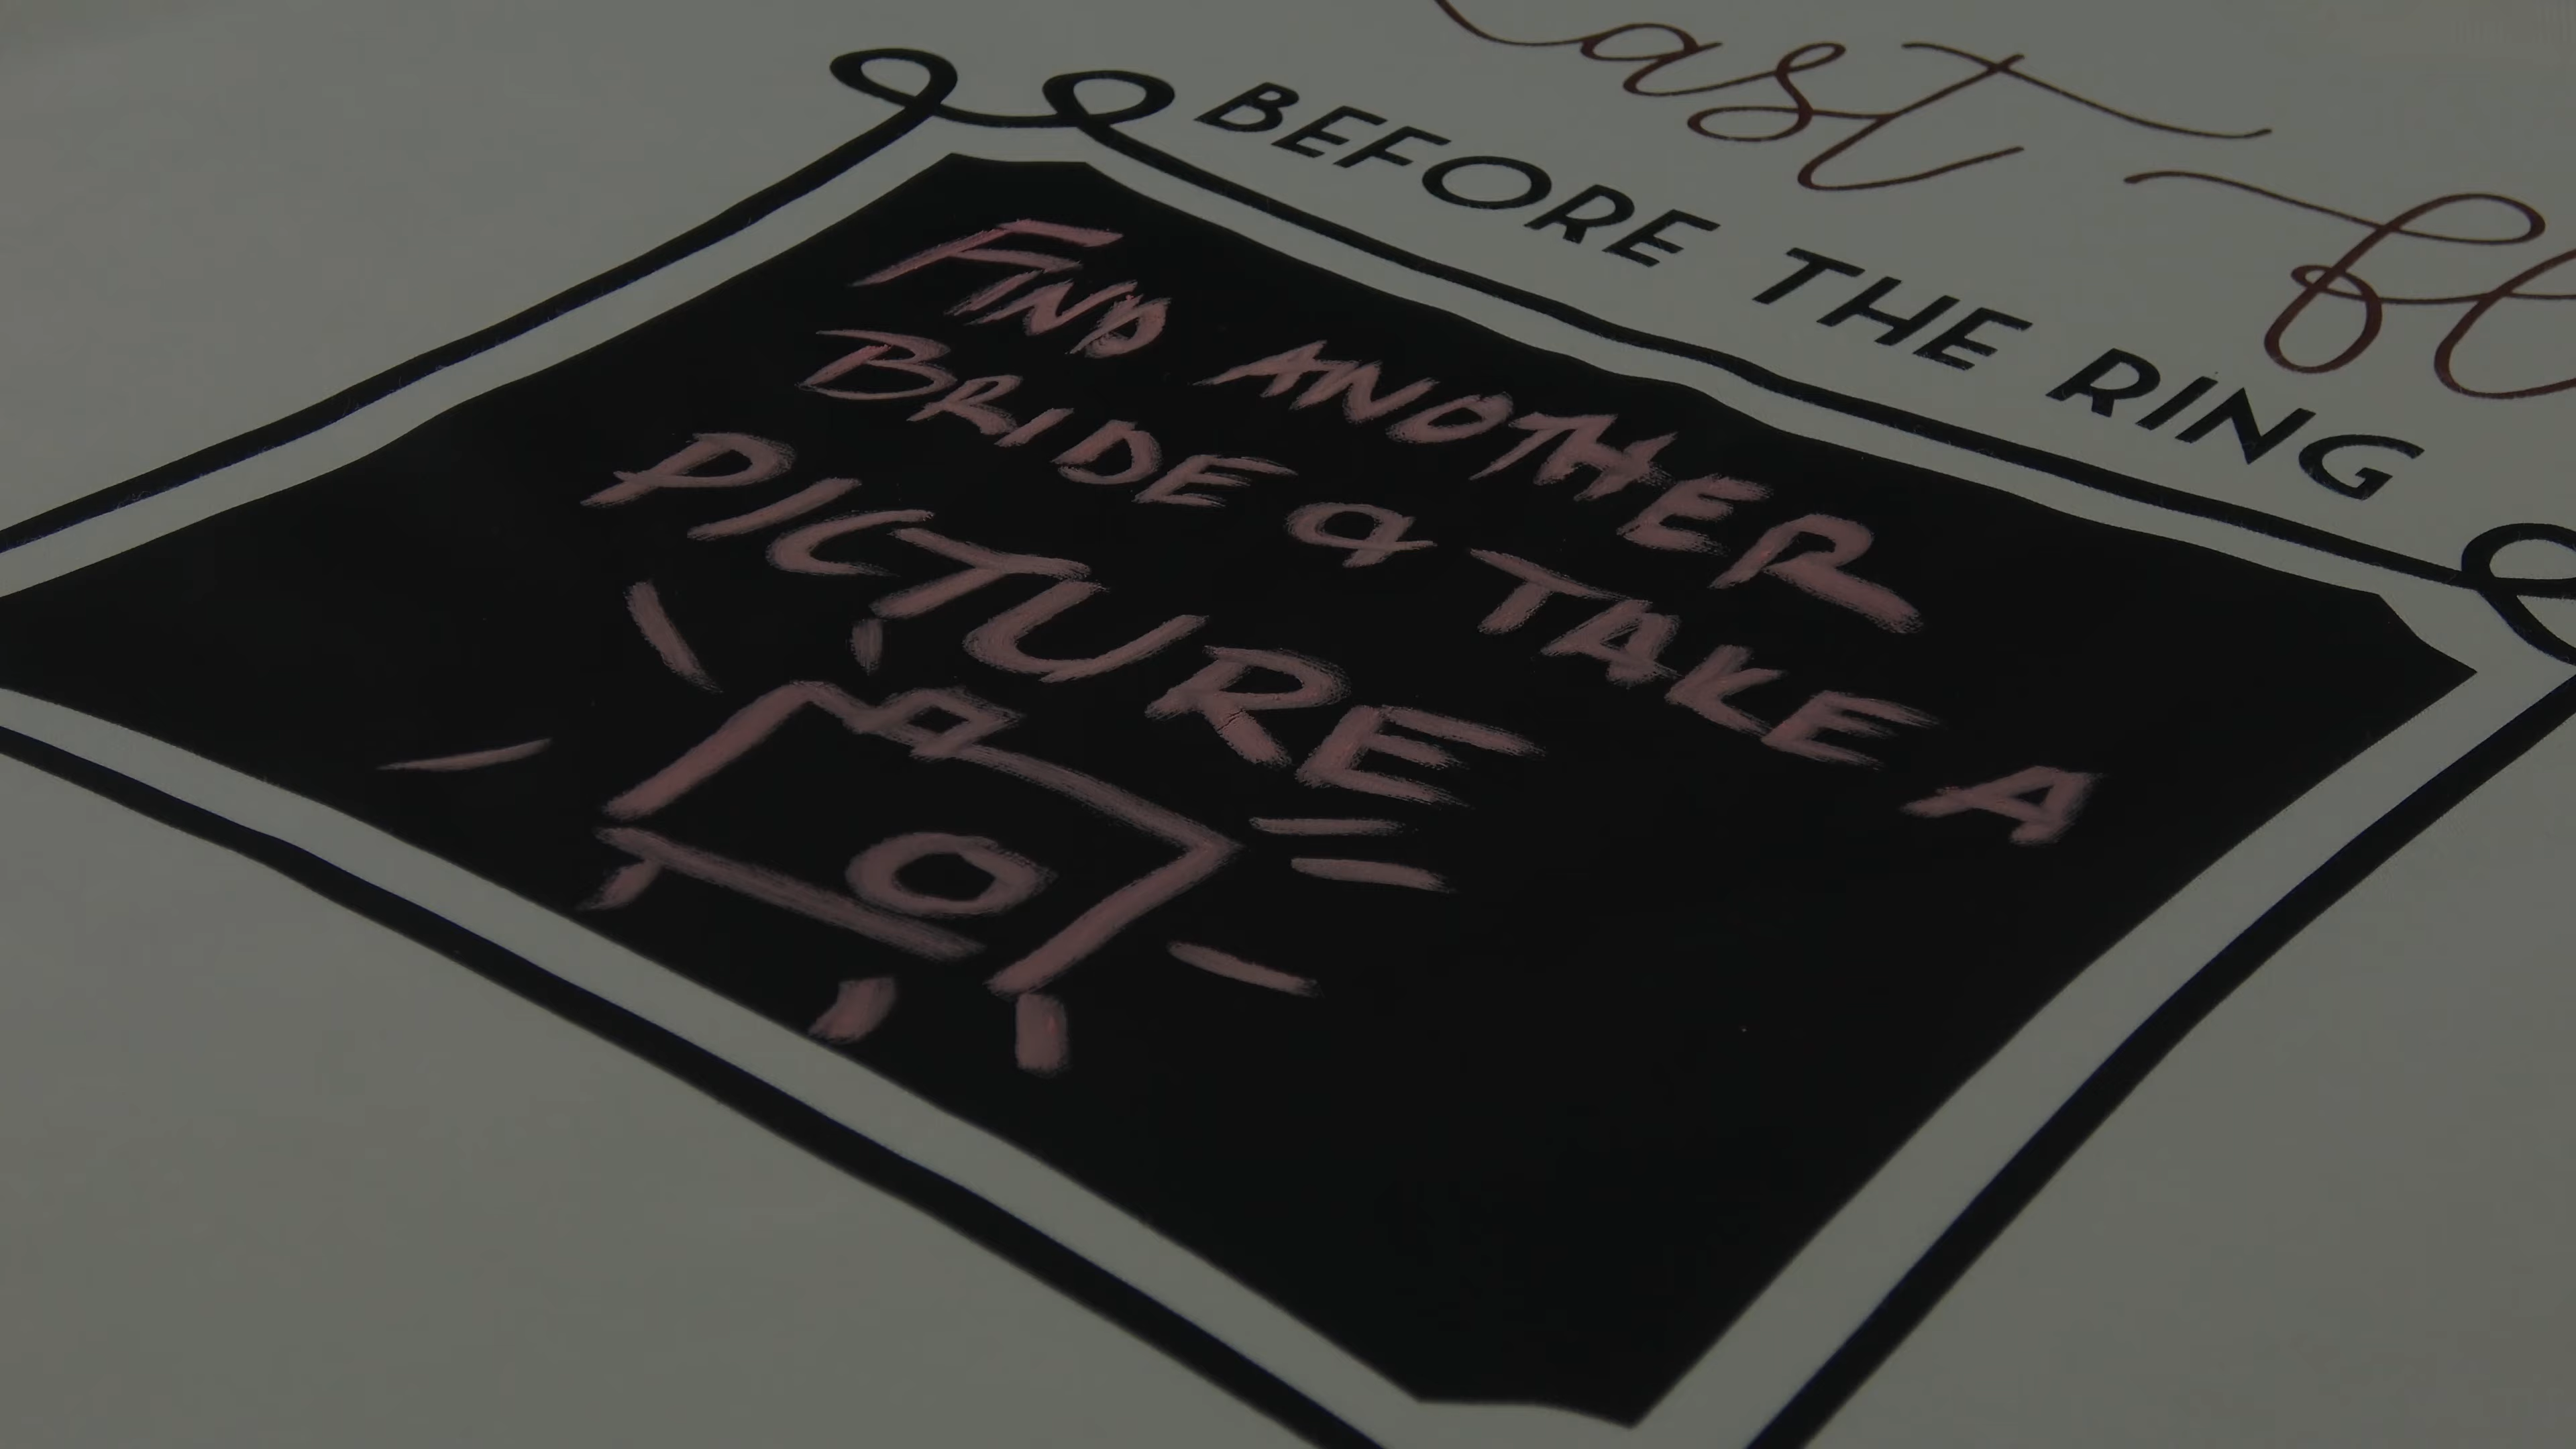 BEFORE THE RING
FIND ANOTHER
BRIDE & TAKE A
PICTURE